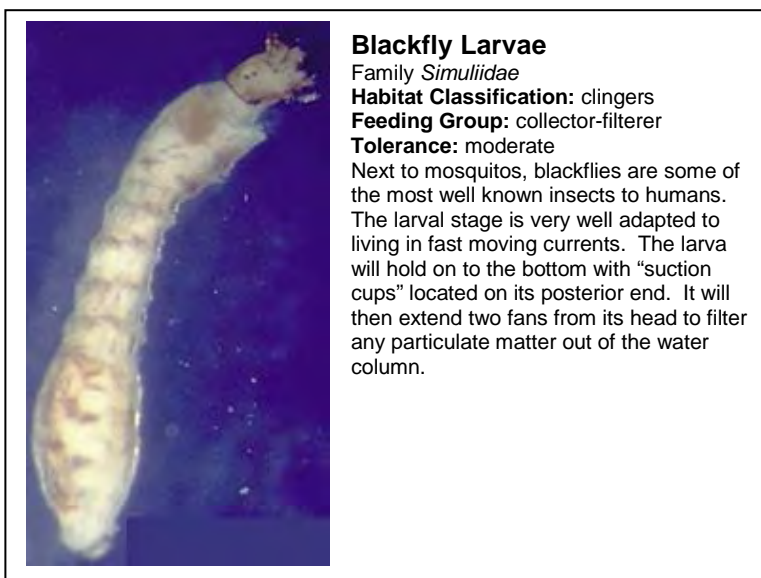 Blackfly Larvae
Family Simuliidae
Habitat Classification: clingers
Feeding Group: collector-filterer
Tolerance: moderate
Next to mosquitos, blackflies are some of
the most well known insects to humans.
The larval stage is very well adapted to
living in fast moving currents.  The larva
will hold on to the bottom with “suction
cups” located on its posterior end.  It will
then extend two fans from its head to filter
any particulate matter out of the water
column.